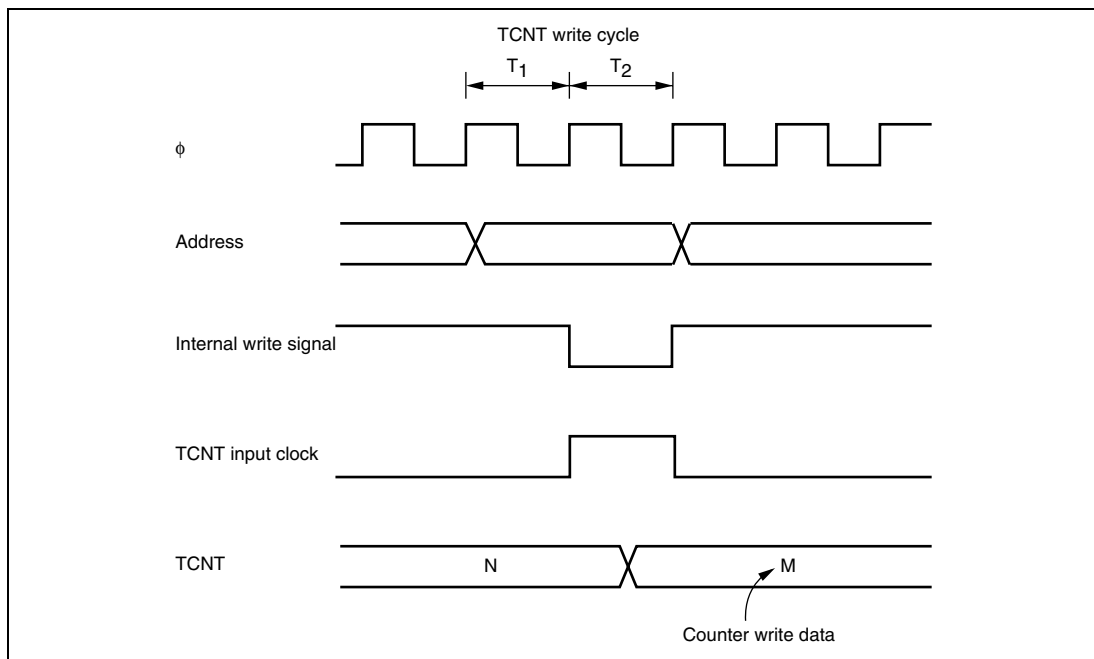 TCNT write cycle
T1 T2
ϕ
Address
Internal write signal
TCNT input clock
TCNT N M
Counter write data